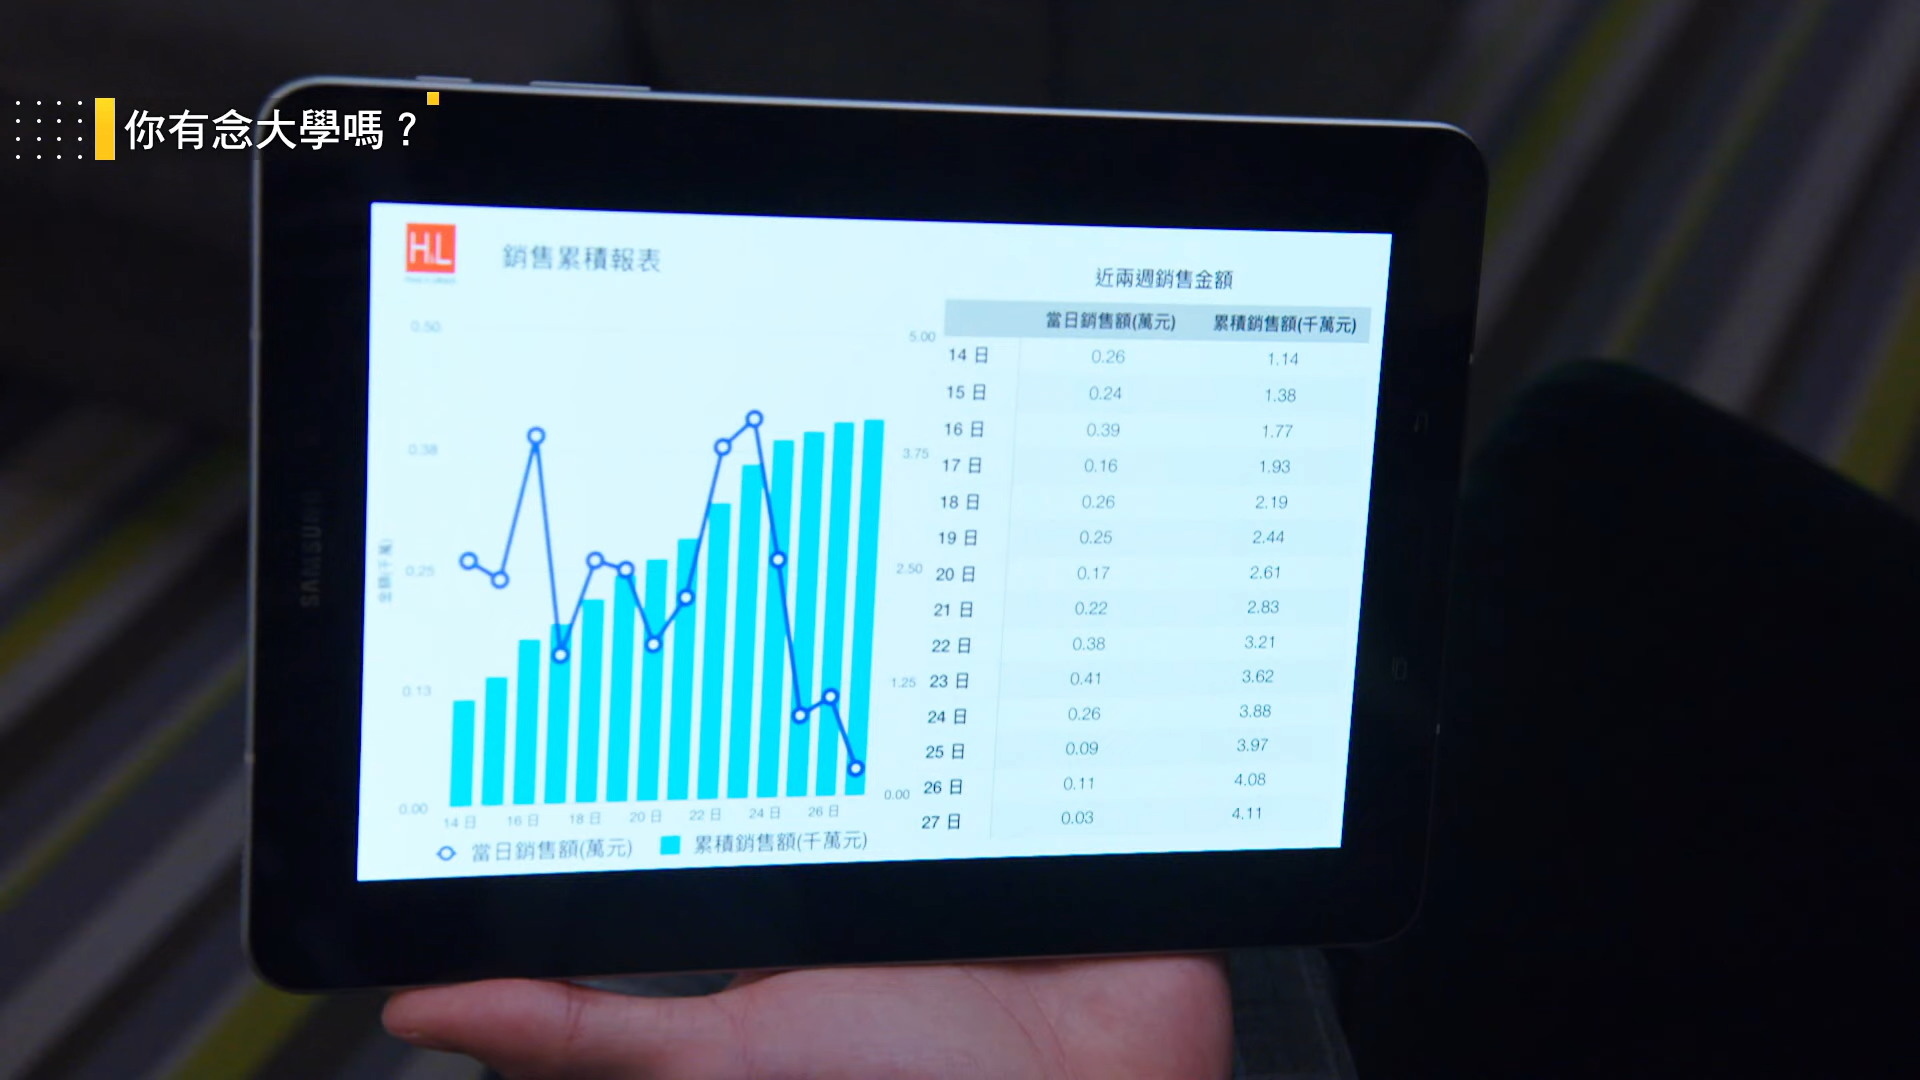 你有念大學嗎？
H&L
銷售累積報表
近兩週銷售金額
當日銷售額(萬元) 累積銷售額(千萬元)
14 日 0.26 1.14
15 日 0.24 1.38
16 日 0.39 1.77
17 日 0.16 1.93
18 日 0.26 2.19
19 日 0.25 2.44
20 日 0.17 2.61
21 日 0.22 2.83
22 日 0.38 3.21
23 日 0.41 3.62
24 日 0.26 3.88
25 日 0.09 3.97
26 日 0.11 4.08
27 日 0.03 4.11
0.50
0.38
0.25
0.13
0.00
金額(千萬)
5.00
3.75
2.50
1.25
0.00
14 日 16 日 18 日 20 日 22 日 24 日 26 日
當日銷售額(萬元) 累積銷售額(千萬元)
SAMSUNG